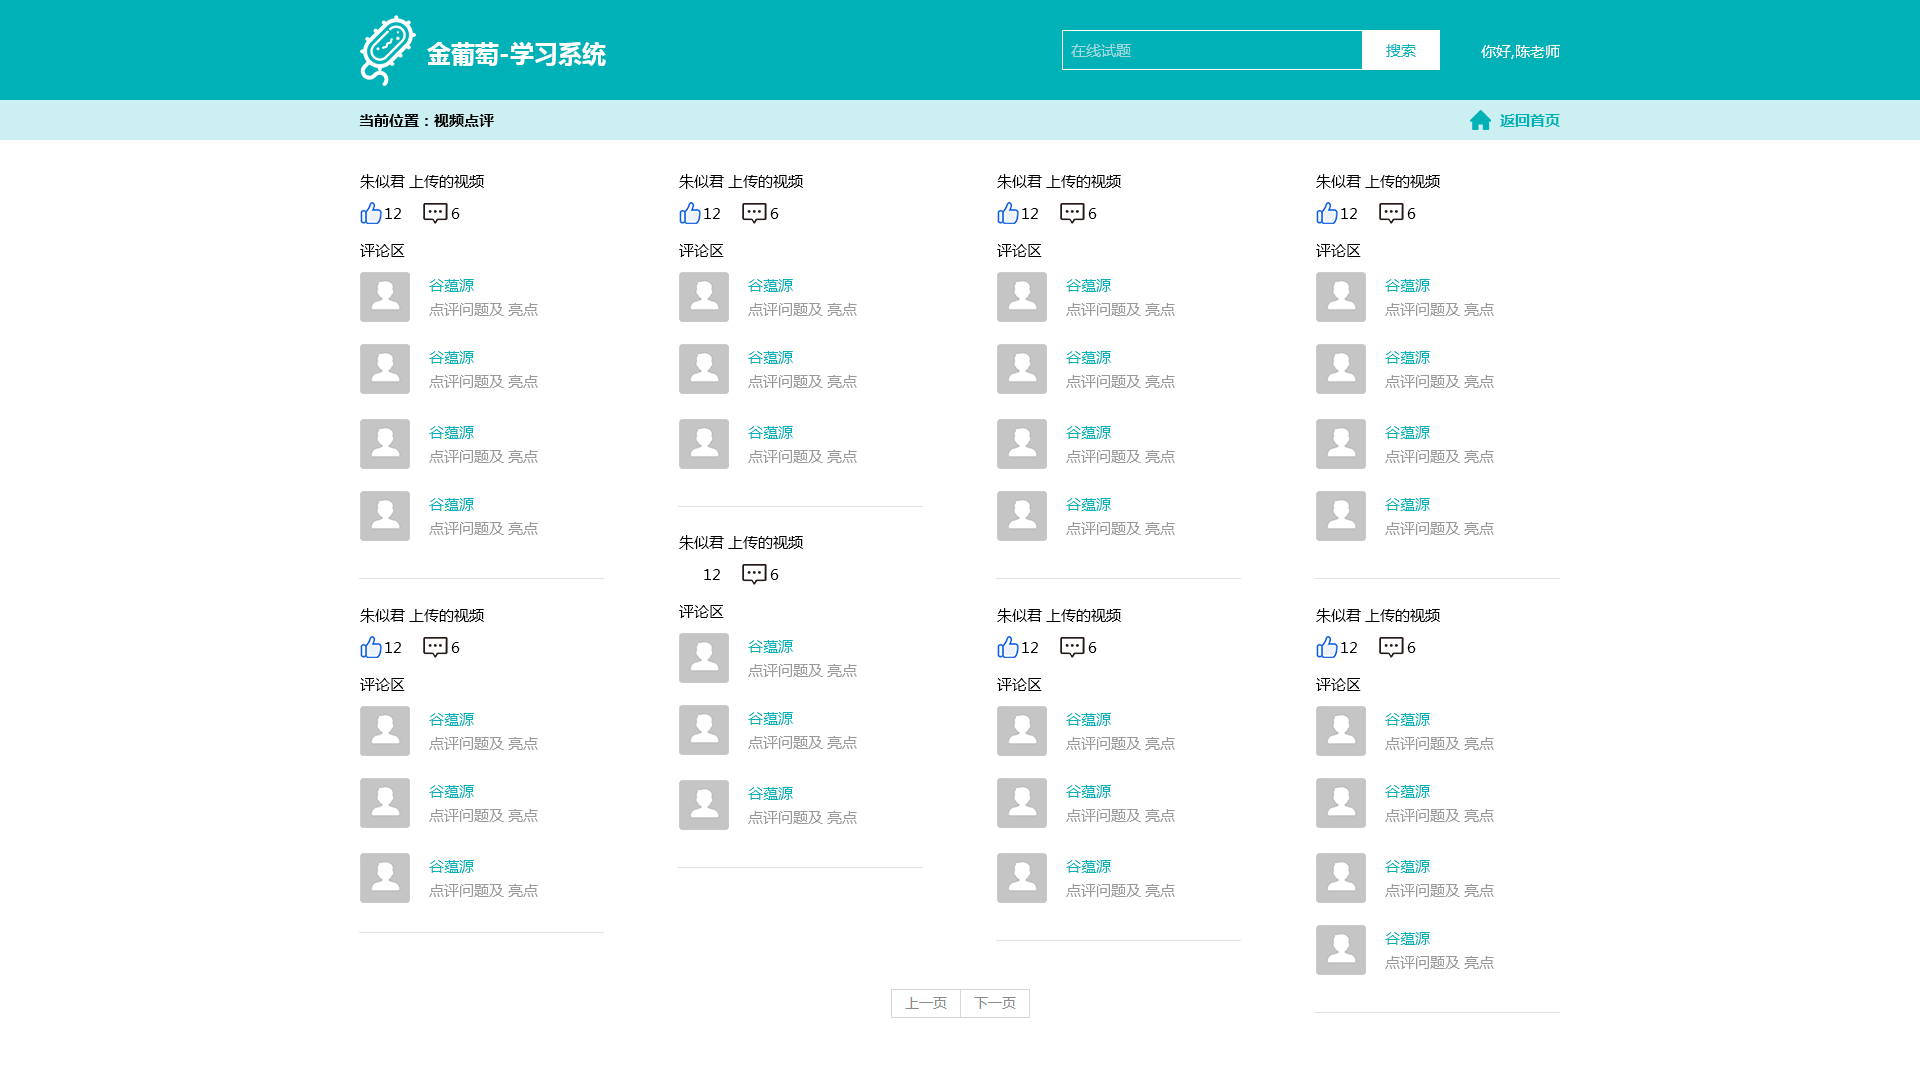 金葡萄-学习系统
在线试题
搜索
你好,陈老师
当前位置：视频点评
返回首页
朱似君 上传的视频
12 6
评论区
谷蕴源
点评问题及 亮点
谷蕴源
点评问题及 亮点
谷蕴源
点评问题及 亮点
谷蕴源
点评问题及 亮点
朱似君 上传的视频
12 6
评论区
谷蕴源
点评问题及 亮点
谷蕴源
点评问题及 亮点
谷蕴源
点评问题及 亮点
朱似君 上传的视频
12 6
评论区
谷蕴源
点评问题及 亮点
谷蕴源
点评问题及 亮点
谷蕴源
点评问题及 亮点
朱似君 上传的视频
12 6
评论区
谷蕴源
点评问题及 亮点
谷蕴源
点评问题及 亮点
谷蕴源
点评问题及 亮点
朱似君 上传的视频
12 6
评论区
谷蕴源
点评问题及 亮点
谷蕴源
点评问题及 亮点
谷蕴源
点评问题及 亮点
谷蕴源
点评问题及 亮点
朱似君 上传的视频
12 6
评论区
谷蕴源
点评问题及 亮点
谷蕴源
点评问题及 亮点
谷蕴源
点评问题及 亮点
朱似君 上传的视频
12 6
评论区
谷蕴源
点评问题及 亮点
谷蕴源
点评问题及 亮点
谷蕴源
点评问题及 亮点
谷蕴源
点评问题及 亮点
朱似君 上传的视频
12 6
评论区
谷蕴源
点评问题及 亮点
谷蕴源
点评问题及 亮点
谷蕴源
点评问题及 亮点
谷蕴源
点评问题及 亮点
上一页
下一页